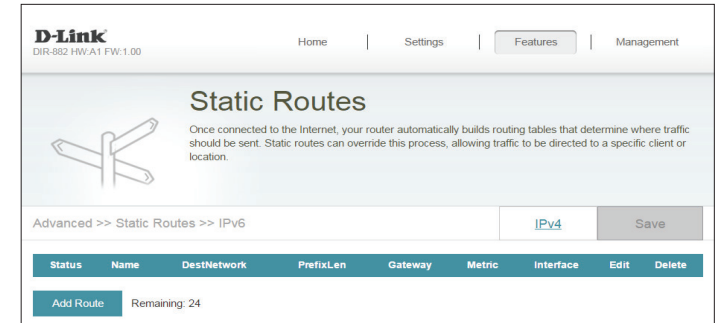 D-Link
DIR-882 HW:A1 FW:1.00
Home | Settings | Features | Management
Static Routes
Once connected to the Internet, your router automatically builds routing tables that determine where traffic
should be sent. Static routes can override this process, allowing traffic to be directed to a specific client or
location.
Advanced >> Static Routes >> IPv6 IPv4 Save
Status Name DestNetwork PrefixLen Gateway Metric Interface Edit Delete
Add Route Remaining: 24